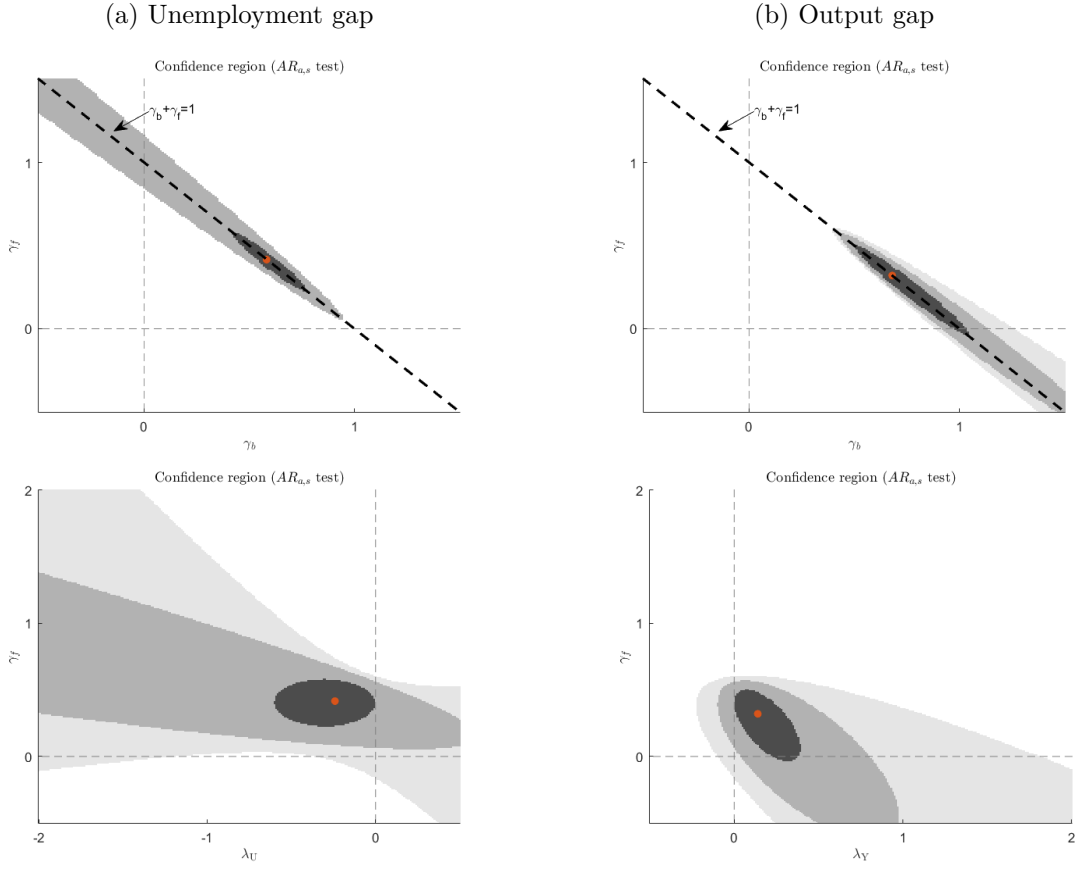 (a) Unemployment gap
Confidence region (AR_{a,s} test)
γ_b+γ_f=1
1
0
γ_f
0
1
γ_b
(b) Output gap
Confidence region (AR_{a,s} test)
γ_b+γ_f=1
1
0
γ_f
0
1
γ_b
Confidence region (AR_{a,s} test)
2
1
0
γ_f
-2
-1
0
λ_U
Confidence region (AR_{a,s} test)
2
1
0
γ_f
0
1
2
λ_Y